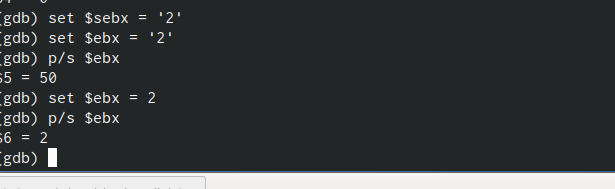 (gdb) set $sebx = '2'
(gdb) set $ebx = '2'
(gdb) p/s $ebx
$5 = 50
(gdb) set $ebx = 2
(gdb) p/s $ebx
$6 = 2
(gdb)